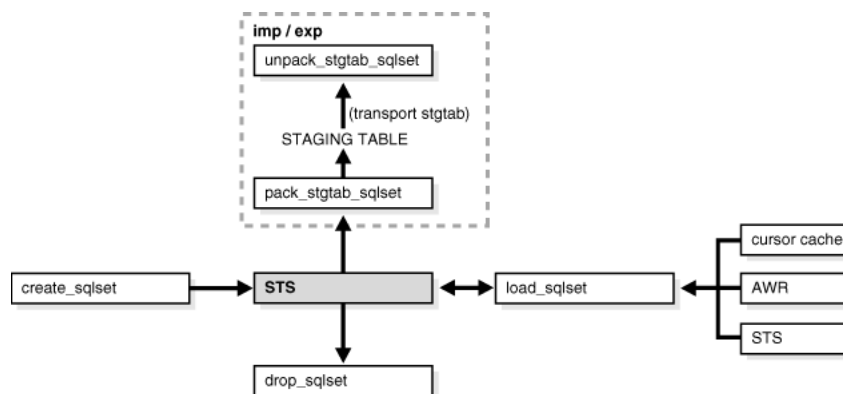 imp / exp
unpack_stgtab_sqlset
(transport stgtab)
STAGING TABLE
pack_stgtab_sqlset
cursor cache
create_sqlset
STS
load_sqlset
AWR
STS
drop_sqlset